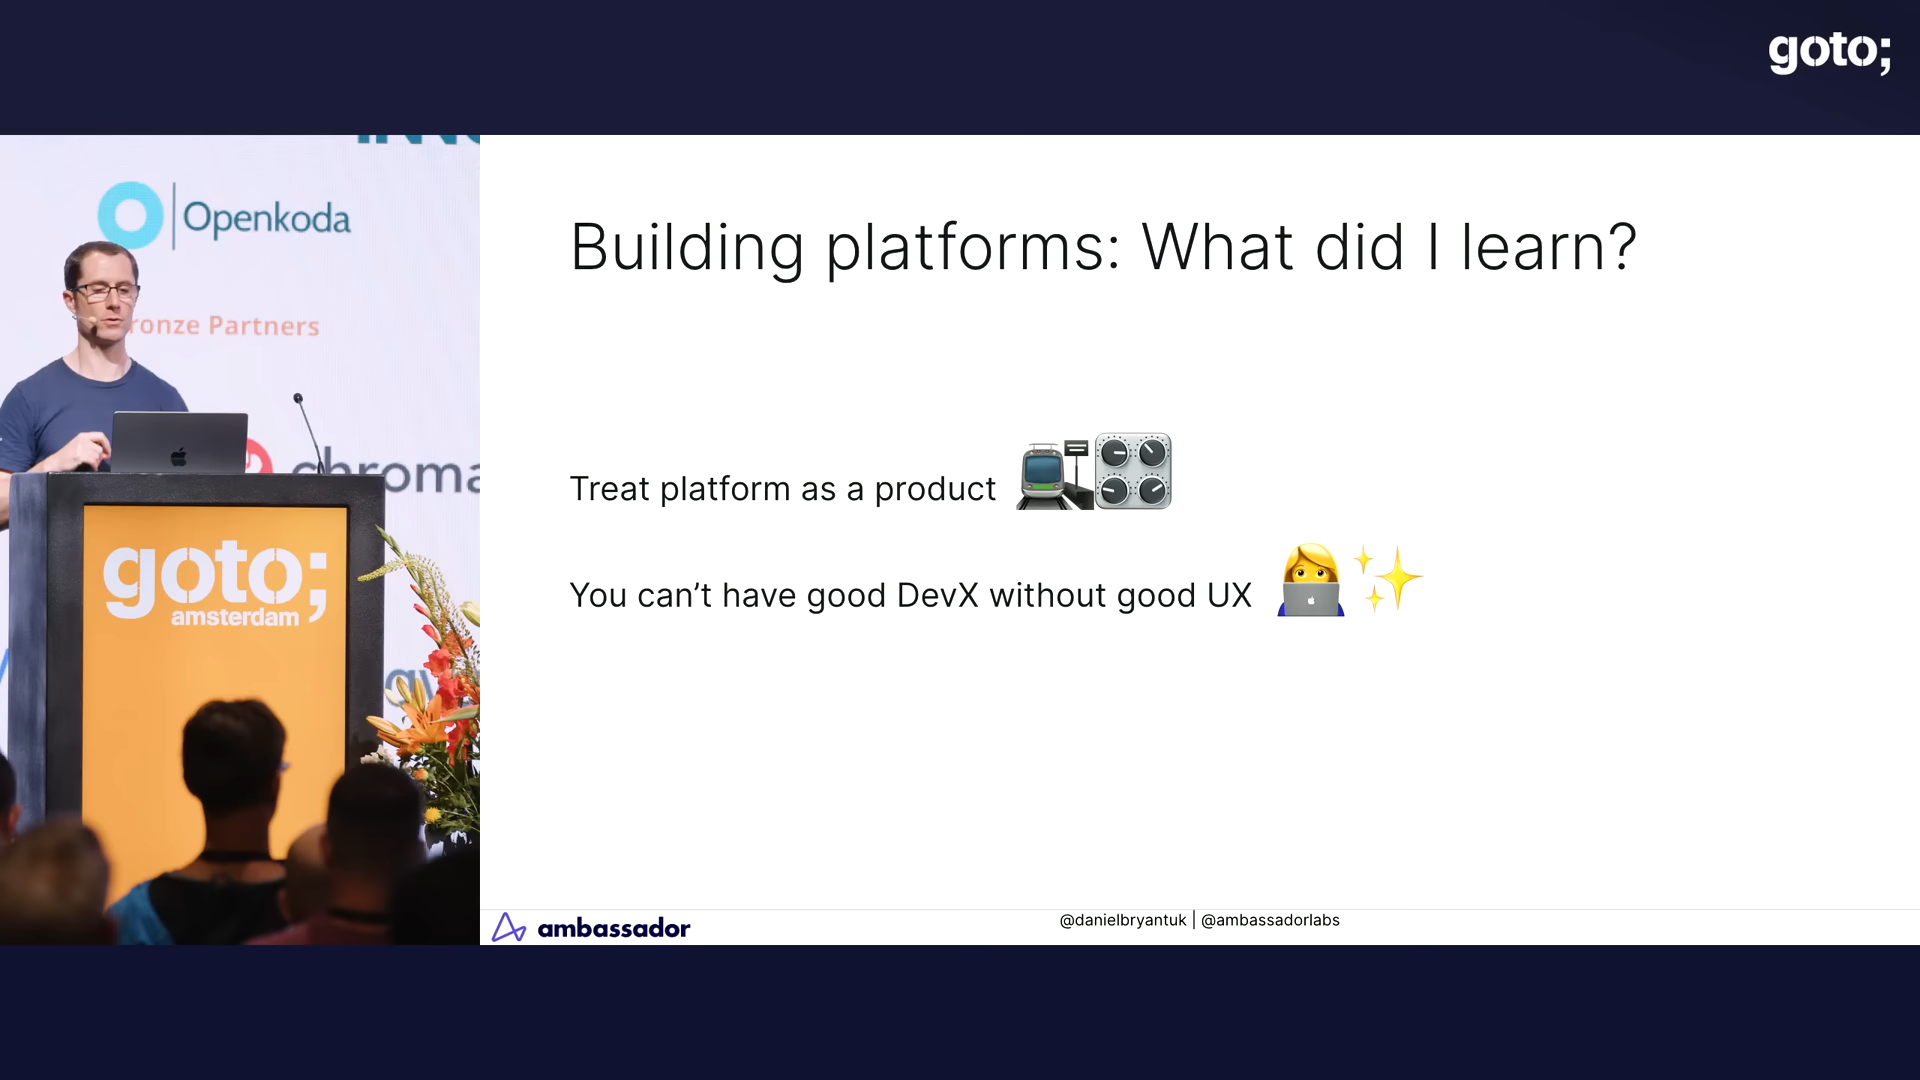 goto;
Openkoda
Bronze Partners
chroma
goto;
amsterdam
Building platforms: What did I learn?
Treat platform as a product
You can’t have good DevX without good UX
ambassador
@danielbryantuk | @ambassadorlabs